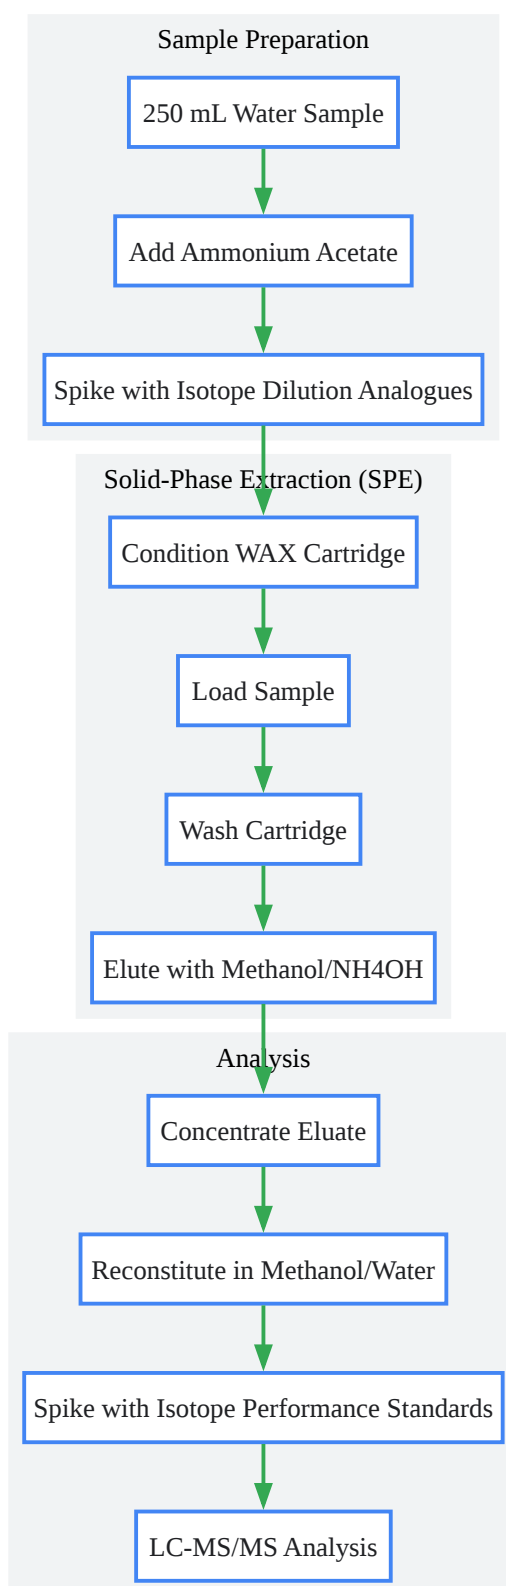 Sample Preparation
250 mL Water Sample
Add Ammonium Acetate
Spike with Isotope Dilution Analogues
Solid-Phase Extraction (SPE)
Condition WAX Cartridge
Load Sample
Wash Cartridge
Elute with Methanol/NH4OH
Analysis
Concentrate Eluate
Reconstitute in Methanol/Water
Spike with Isotope Performance Standards
LC-MS/MS Analysis